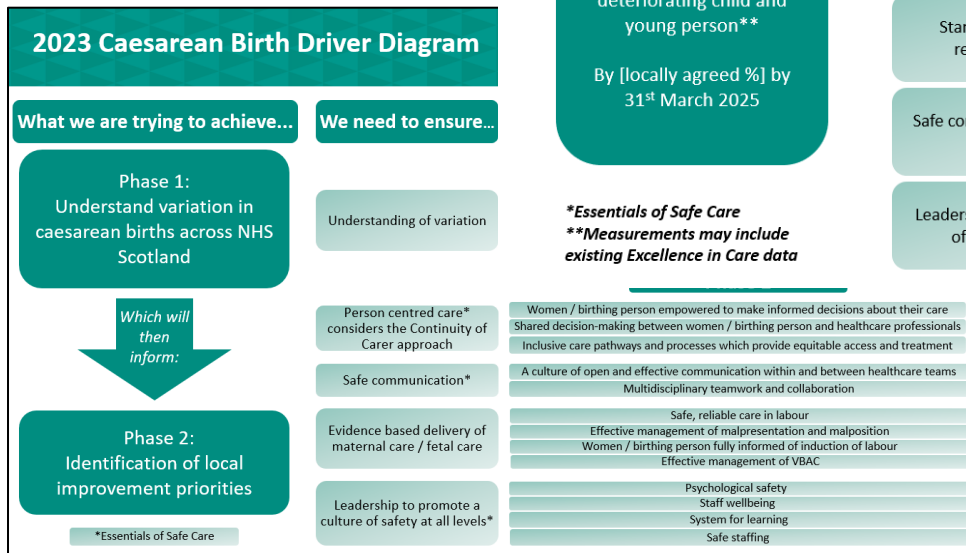 2023 Caesarean Birth Driver Diagram
What we are trying to achieve...
We need to ensure...
Phase 1:
Understand variation in
caesarean births across NHS
Scotland
Understanding of variation
Which will
then
inform:
Person centred care*
considers the Continuity of
Carer approach
Safe communication*
Phase 2:
Identification of local
improvement priorities
Evidence based delivery of
maternal care / fetal care
Leadership to promote a
culture of safety at all levels*
*Essentials of Safe Care
deteriorating child and
young person**
By [locally agreed %] by
31st March 2025
*Essentials of Safe Care
**Measurements may include
existing Excellence in Care data
Safe
of
Women / birthing person empowered to make informed decisions about their care
Shared decision-making between women / birthing person and healthcare professionals
Inclusive care pathways and processes which provide equitable access and treatment
A culture of open and effective communication within and between healthcare teams
Multidisciplinary teamwork and collaboration
Safe, reliable care in labour
Effective management of malpresentation and malposition
Women / birthing person fully informed of induction of labour
Effective management of VBAC
Psychological safety
Staff wellbeing
System for learning
Safe staffing